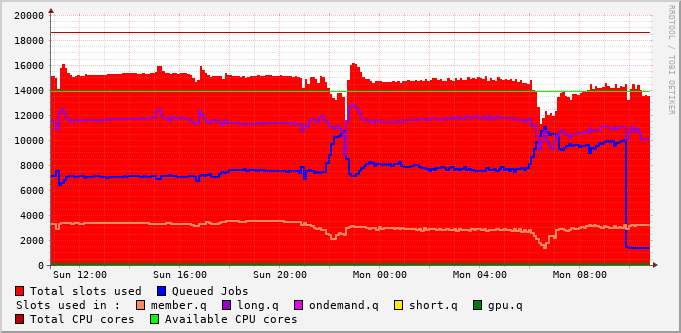 20000
18000
16000
14000
12000
10000
8000
6000
4000
2000
0
Sun 12:00 Sun 16:00 Sun 20:00 Mon 00:00 Mon 04:00 Mon 08:00
Total slots used Queued Jobs
Slots used in : member.q long.q ondemand.q short.q gpu.q
Total CPU cores Available CPU cores
RRDTOOL / TOBI OETIKER